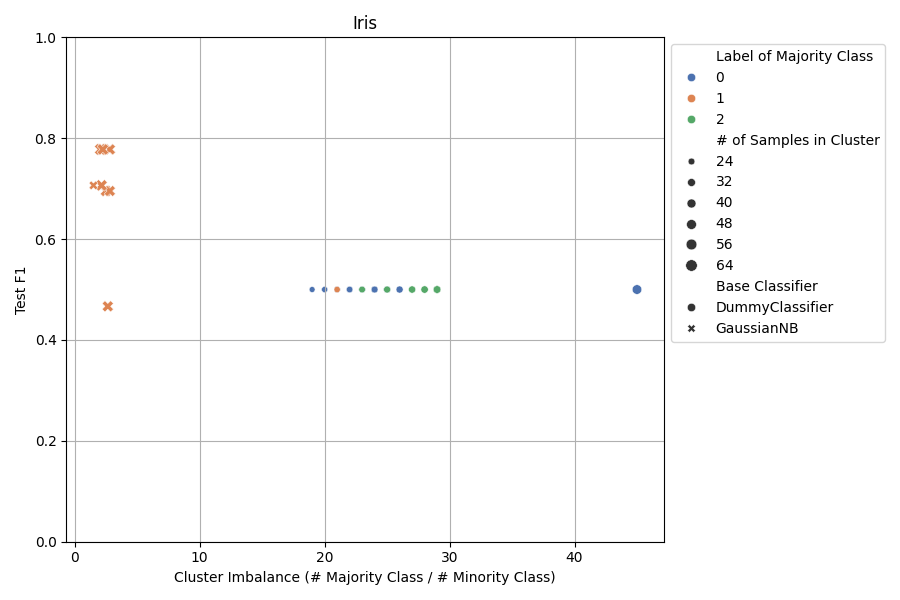 Iris
1.0
0.8
0.6
0.4
0.2
0.0
Test F1
0
10
20
30
40
Cluster Imbalance (# Majority Class / # Minority Class)
Label of Majority Class
0
1
2
# of Samples in Cluster
24
32
40
48
56
64
Base Classifier
DummyClassifier
GaussianNB